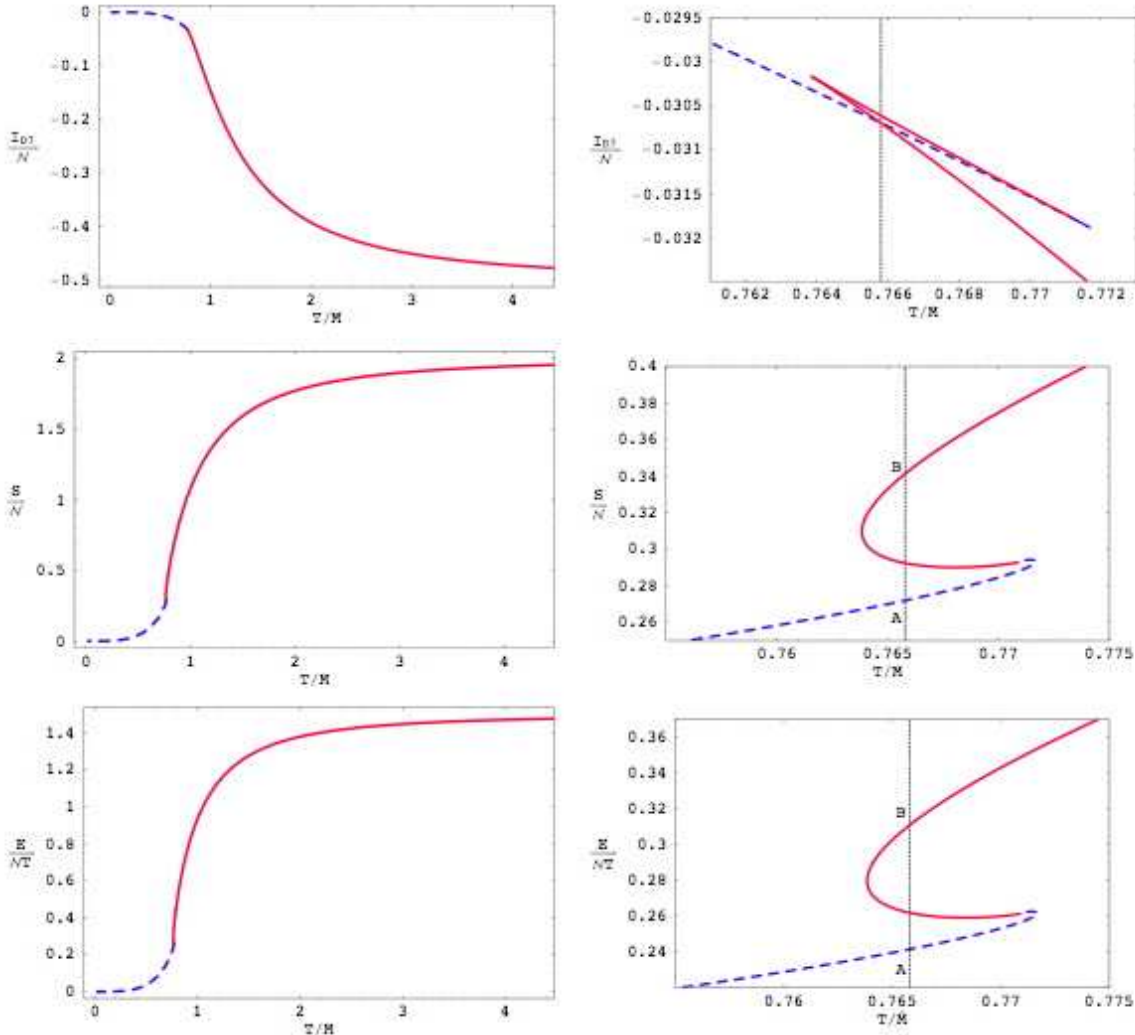 0
-0.1
-0.2
-0.3
-0.4
-0.5
I_D7
N
0 1 2 3 4
T/M
-0.0295
-0.03
-0.0305
-0.031
-0.0315
-0.032
I_D7
N
0.762 0.764 0.766 0.768 0.77 0.772
T/M
2
1.5
1
0.5
0
S
N
0 1 2 3 4
T/M
0.4
0.38
0.36
0.34
0.32
0.3
0.28
0.26
S
N
B
A
0.76 0.765 0.77 0.775
T/M
1.4
1.2
1
0.8
0.6
0.4
0.2
0
E
NT
0 1 2 3 4
T/M
0.36
0.34
0.32
0.3
0.28
0.26
0.24
E
NT
B
A
0.76 0.765 0.77 0.775
T/M